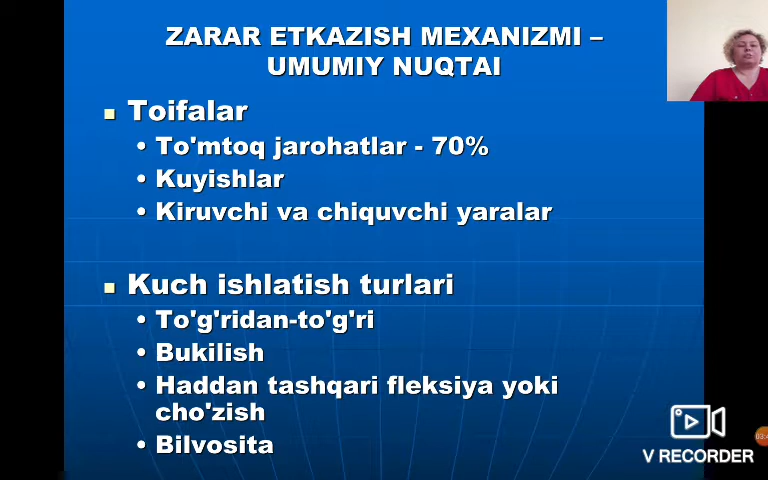 ZARAR ETKAZISH MEXANIZMI –
UMUMIY NUQTAI
Toifalar
• To'mtoq jarohatlar - 70%
• Kuyishlar
• Kiruvchi va chiquvchi yaralar
Kuch ishlatish turlari
• To'g'ridan-to'g'ri
• Bukilish
• Haddan tashqari fleksiya yoki
cho'zish
• Bilvosita
V RECORDER